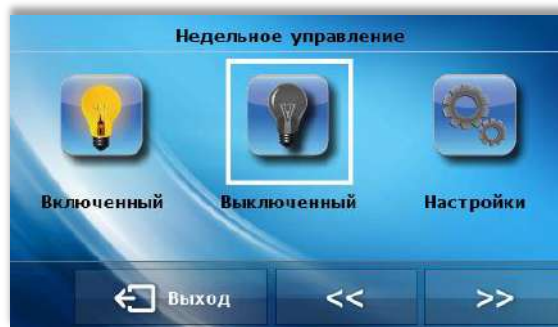 Недельное управление
Включенный Выключенный Настройки
Выход << >>